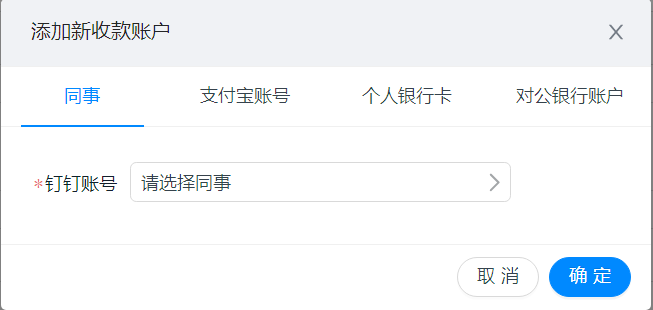 添加新收款账户
同事 支付宝账号 个人银行卡 对公银行账户
*钉钉账号 请选择同事
取 消 确 定